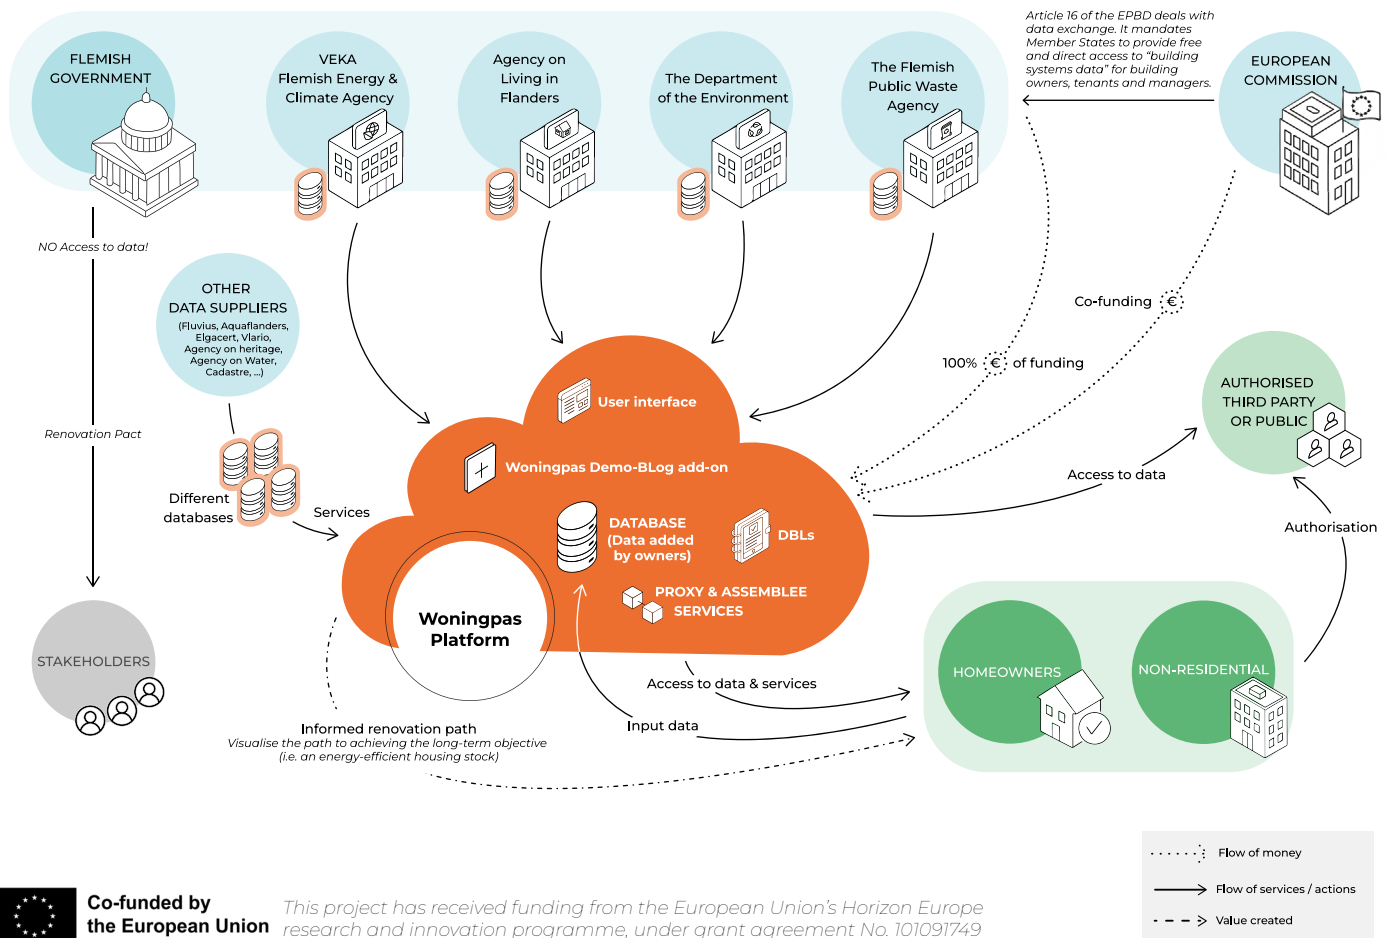 FLEMISH
GOVERNMENT
VEKA
Flemish Energy &
Climate Agency
Agency on
Living in
Flanders
The Department
of the Environment
The Flemish
Public Waste
Agency
Article 16 of the EPBD deals with
data exchange. It mandates
Member States to provide free
and direct access to “building
systems data” for building
owners, tenants and managers.
EUROPEAN
COMMISSION
NO Access to data!
OTHER
DATA SUPPLIERS
(Fluvius, Aquaflanders,
Elgacert, Vlario,
Agency on heritage,
Agency on Water,
Cadastre, ...)
Co-funding €
100% € of funding
User interface
AUTHORISED
THIRD PARTY
OR PUBLIC
Renovation Pact
Woningpas Demo-BLog add-on
Access to data
Different
databases
Services
DATABASE
(Data added
by owners)
DBLs
Authorisation
PROXY & ASSEMBLEE
SERVICES
Woningpas
Platform
STAKEHOLDERS
HOMEOWNERS
NON-RESIDENTIAL
Access to data & services
Input data
Informed renovation path
Visualise the path to achieving the long-term objective
(i.e. an energy-efficient housing stock)
Flow of money
Flow of services / actions
Value created
Co-funded by
the European Union
This project has received funding from the European Union’s Horizon Europe
research and innovation programme, under grant agreement No. 101091749